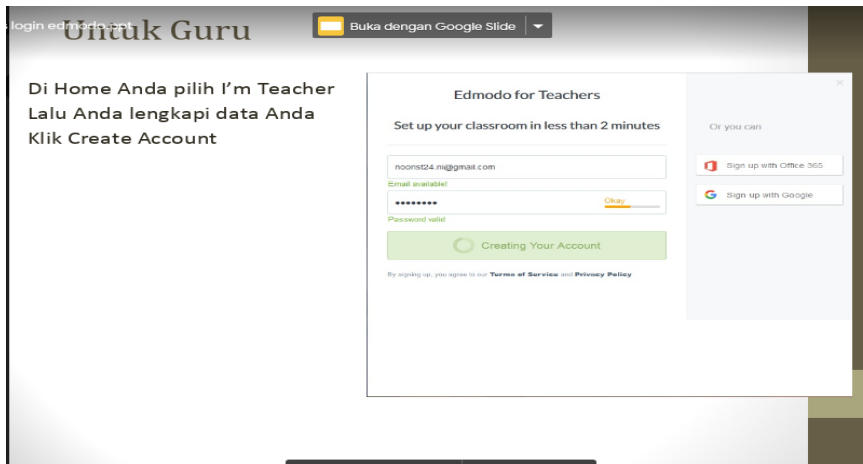 s login edmodo.ppt
Untuk Guru
Buka dengan Google Slide
Di Home Anda pilih I’m Teacher
Lalu Anda lengkapi data Anda
Klik Create Account
Edmodo for Teachers
Set up your classroom in less than 2 minutes
noonst24.ni@gmail.com
Email available!
Okay
Password valid
Creating Your Account
By signing up, you agree to our Terms of Service and Privacy Policy
Or you can
Sign up with Office 365
Sign up with Google